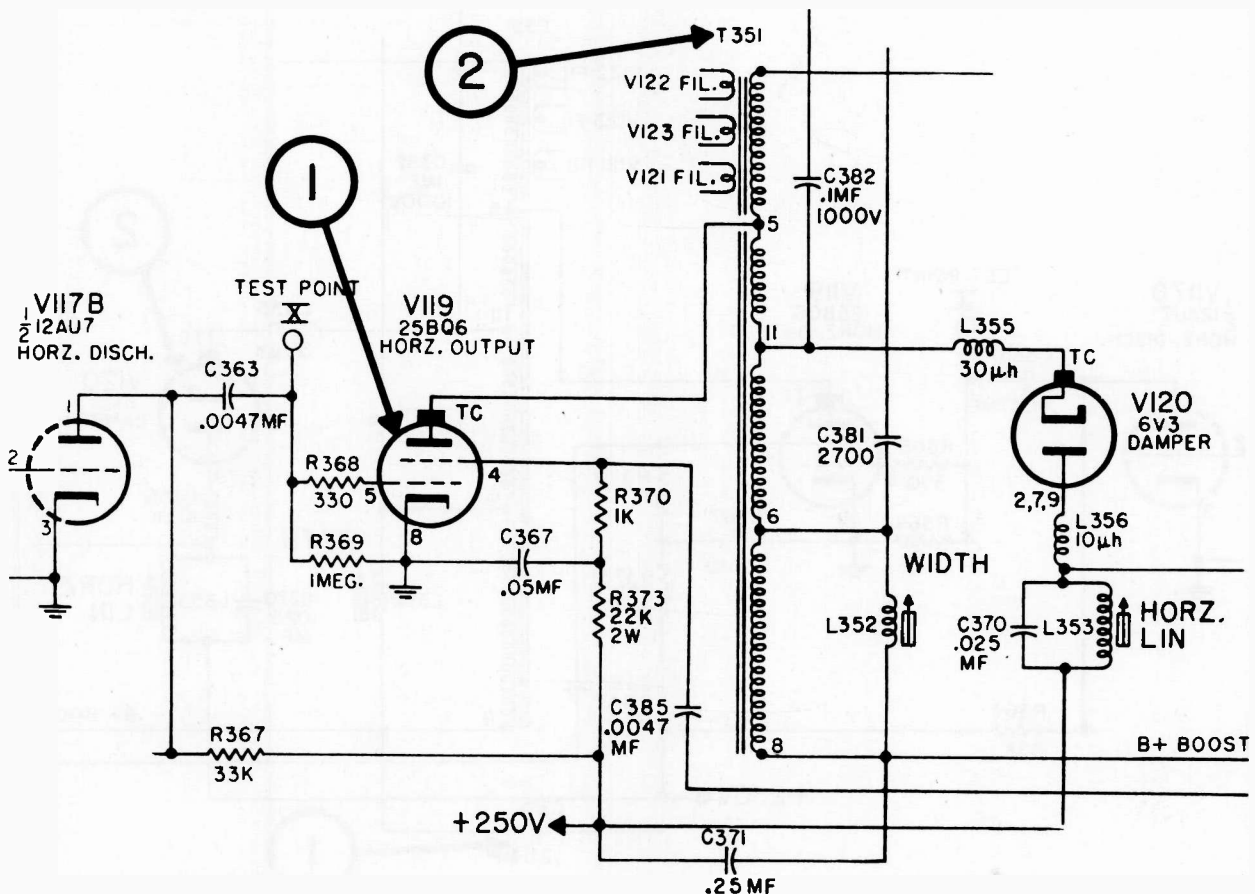 2
T351
V122 FIL.
V123 FIL.
V121 FIL.
1
5
C382
.1MF
1000V
TEST POINT
X
V117B
1/2 12AU7
HORZ. DISCH.
V119
25BQ6
HORZ. OUTPUT
C363
.0047MF
1
2
3
TC
R368
330
5
4
8
R369
1MEG.
C367
.05MF
R370
1K
R373
22K
2W
11
L355
30μh
TC
V120
6V3
DAMPER
C381
2700
2,7,9
L356
10μh
6
WIDTH
L352
C370
.025
MF
L353
HORZ.
LIN
C385
.0047
MF
R367
33K
8
B+ BOOST
+250V
C371
.25MF